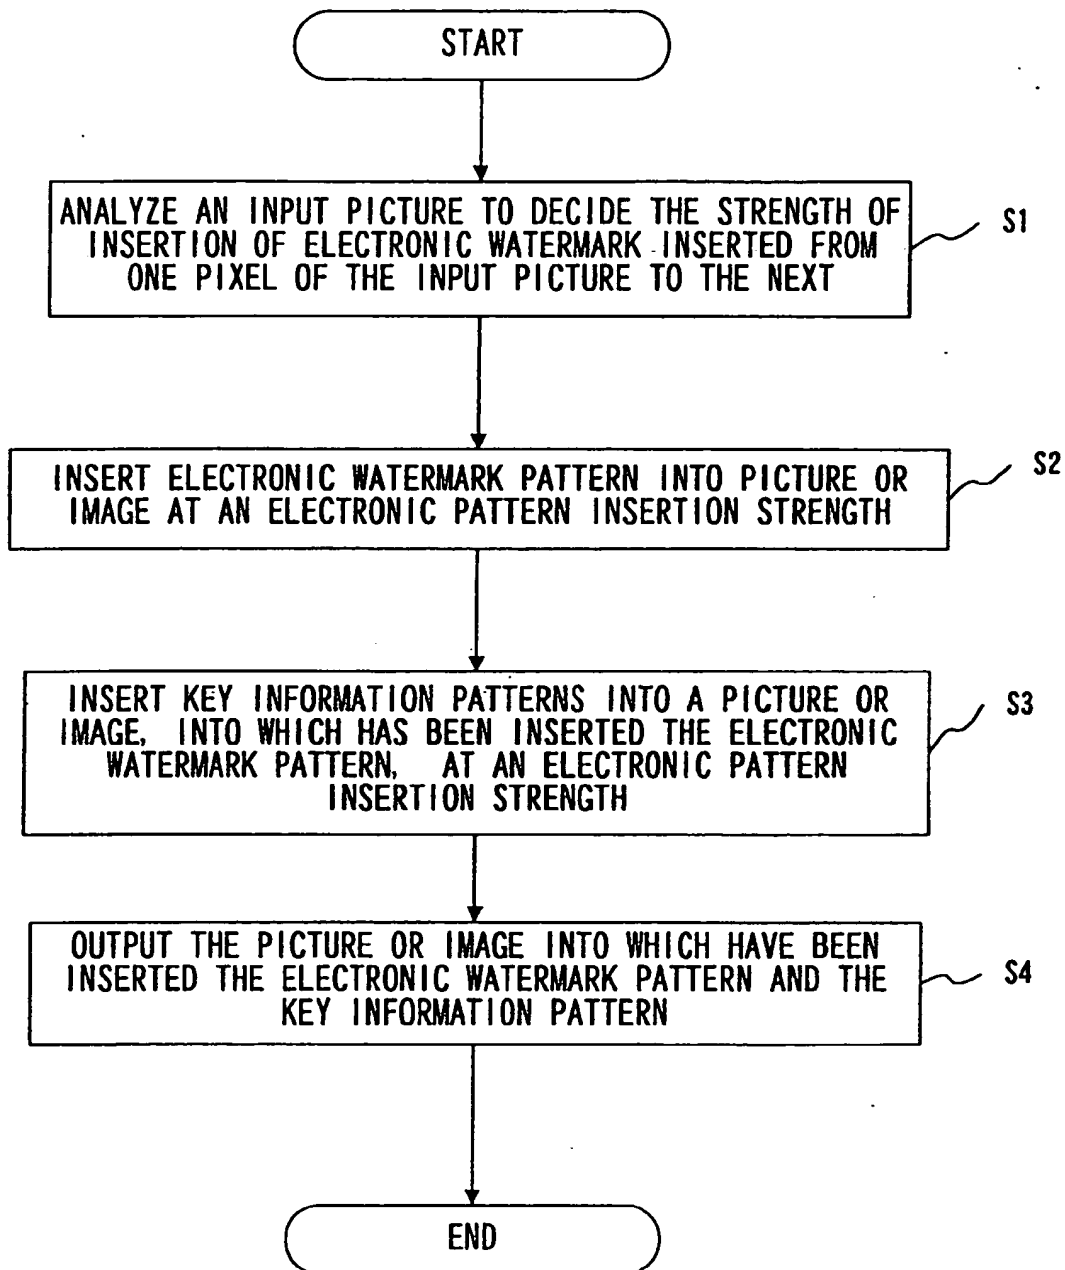 START
ANALYZE AN INPUT PICTURE TO DECIDE THE STRENGTH OF
INSERTION OF ELECTRONIC WATERMARK INSERTED FROM
ONE PIXEL OF THE INPUT PICTURE TO THE NEXT
S1
INSERT ELECTRONIC WATERMARK PATTERN INTO PICTURE OR
IMAGE AT AN ELECTRONIC PATTERN INSERTION STRENGTH
S2
INSERT KEY INFORMATION PATTERNS INTO A PICTURE OR
IMAGE, INTO WHICH HAS BEEN INSERTED THE ELECTRONIC
WATERMARK PATTERN, AT AN ELECTRONIC PATTERN
INSERTION STRENGTH
S3
OUTPUT THE PICTURE OR IMAGE INTO WHICH HAVE BEEN
INSERTED THE ELECTRONIC WATERMARK PATTERN AND THE
KEY INFORMATION PATTERN
S4
END